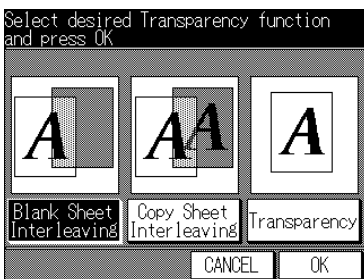 Select desired Transparency function
and press OK
A
A A
A
Blank Sheet
Interleaving
Copy Sheet
Interleaving
Transparency
CANCEL
OK